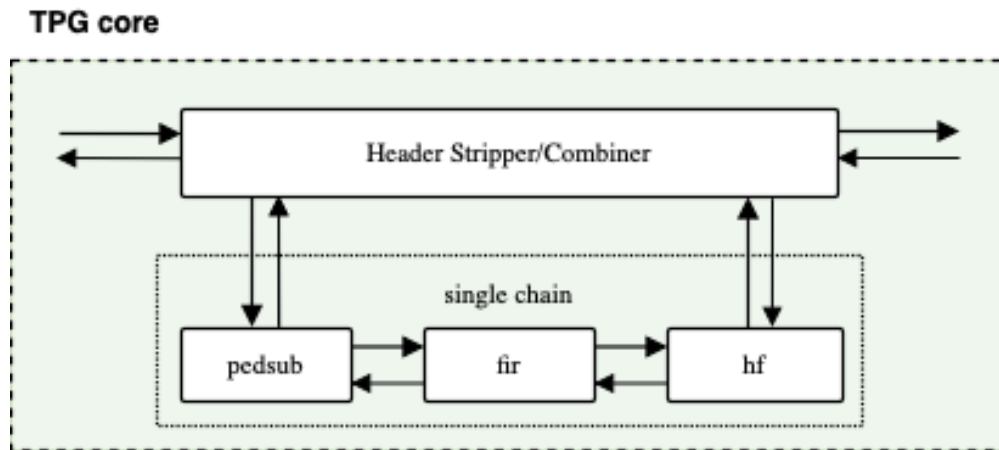 TPG core
Header Stripper/Combiner
single chain
pedsub
fir
hf